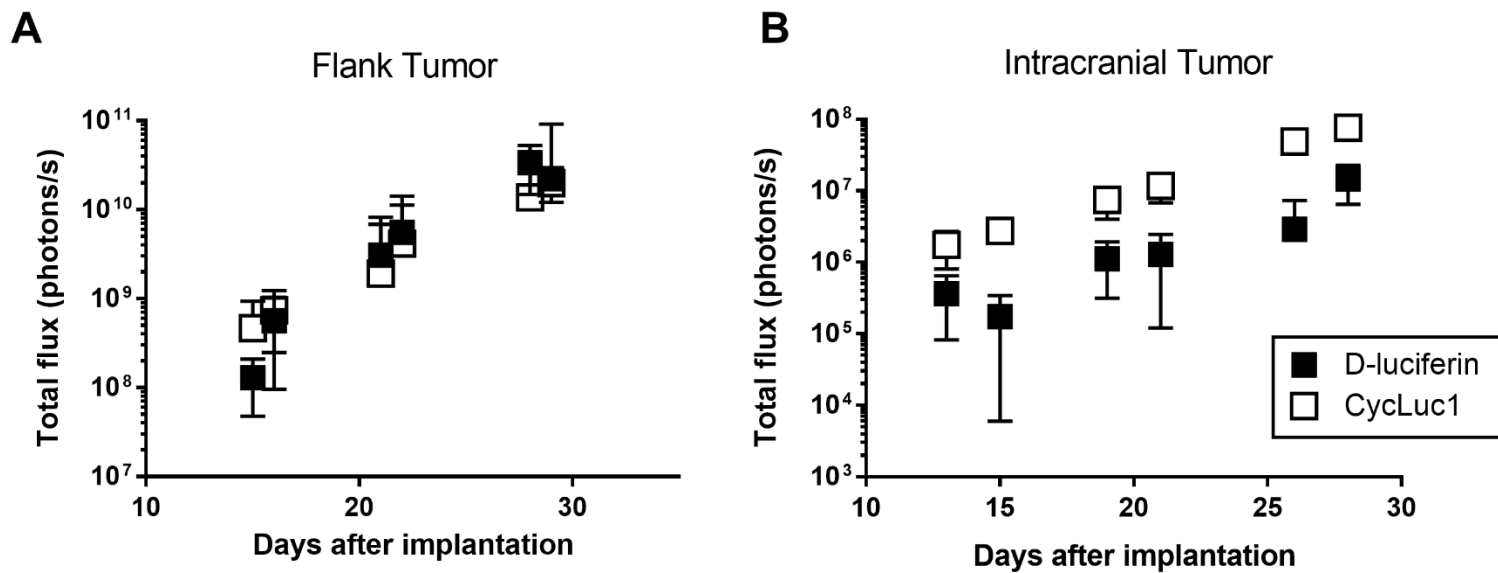 A
Flank Tumor
Total flux (photons/s)
10^11
10^10
10^9
10^8
10^7
10
20
30
Days after implantation
B
Intracranial Tumor
Total flux (photons/s)
10^8
10^7
10^6
10^5
10^4
10^3
10
15
20
25
30
Days after implantation
D-luciferin
CycLuc1